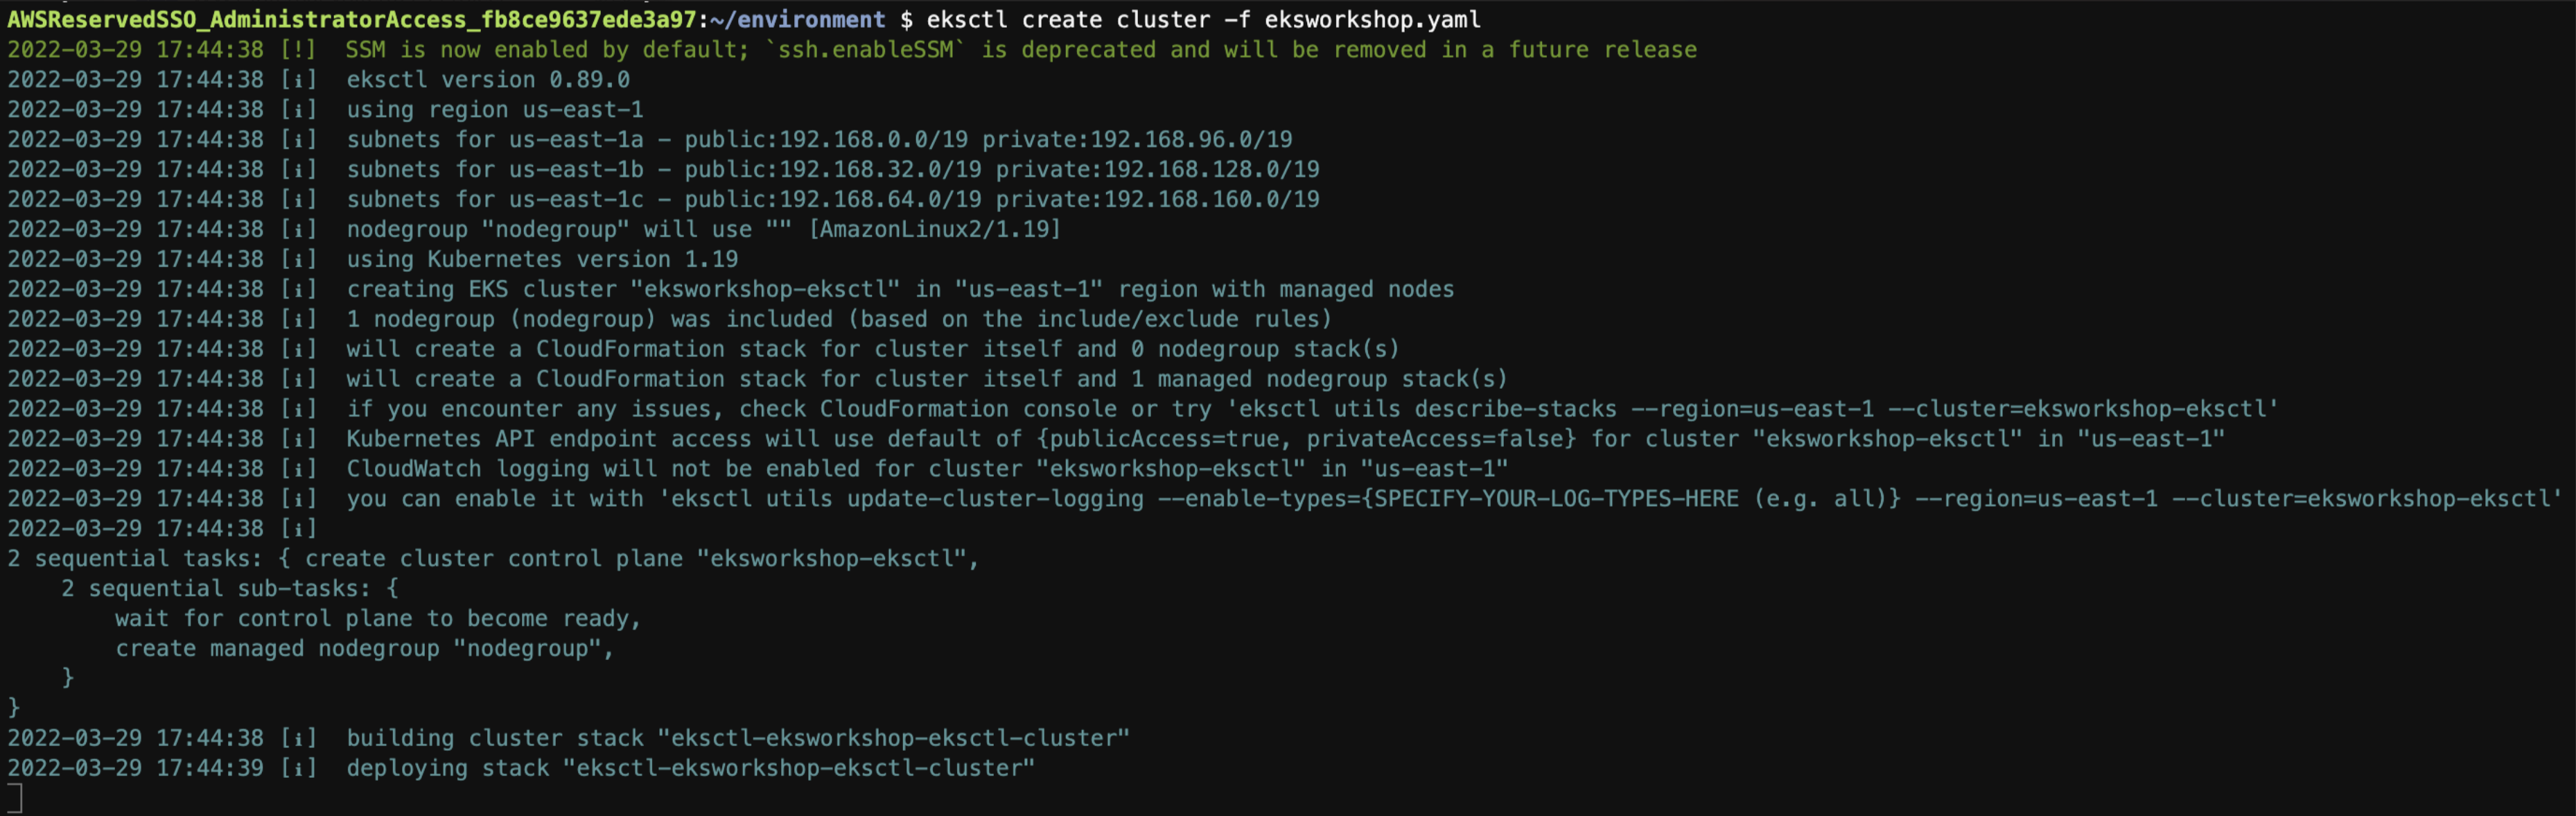 AWSReservedSSO_AdministratorAccess_fb8ce9637ede3a97:~/environment $ eksctl create cluster -f eksworkshop.yaml
2022-03-29 17:44:38 [!]  SSM is now enabled by default; `ssh.enableSSM` is deprecated and will be removed in a future release
2022-03-29 17:44:38 [ℹ]  eksctl version 0.89.0
2022-03-29 17:44:38 [ℹ]  using region us-east-1
2022-03-29 17:44:38 [ℹ]  subnets for us-east-1a - public:192.168.0.0/19 private:192.168.96.0/19
2022-03-29 17:44:38 [ℹ]  subnets for us-east-1b - public:192.168.32.0/19 private:192.168.128.0/19
2022-03-29 17:44:38 [ℹ]  subnets for us-east-1c - public:192.168.64.0/19 private:192.168.160.0/19
2022-03-29 17:44:38 [ℹ]  nodegroup "nodegroup" will use "" [AmazonLinux2/1.19]
2022-03-29 17:44:38 [ℹ]  using Kubernetes version 1.19
2022-03-29 17:44:38 [ℹ]  creating EKS cluster "eksworkshop-eksctl" in "us-east-1" region with managed nodes
2022-03-29 17:44:38 [ℹ]  1 nodegroup (nodegroup) was included (based on the include/exclude rules)
2022-03-29 17:44:38 [ℹ]  will create a CloudFormation stack for cluster itself and 0 nodegroup stack(s)
2022-03-29 17:44:38 [ℹ]  will create a CloudFormation stack for cluster itself and 1 managed nodegroup stack(s)
2022-03-29 17:44:38 [ℹ]  if you encounter any issues, check CloudFormation console or try 'eksctl utils describe-stacks --region=us-east-1 --cluster=eksworkshop-eksctl'
2022-03-29 17:44:38 [ℹ]  Kubernetes API endpoint access will use default of {publicAccess=true, privateAccess=false} for cluster "eksworkshop-eksctl" in "us-east-1"
2022-03-29 17:44:38 [ℹ]  CloudWatch logging will not be enabled for cluster "eksworkshop-eksctl" in "us-east-1"
2022-03-29 17:44:38 [ℹ]  you can enable it with 'eksctl utils update-cluster-logging --enable-types={SPECIFY-YOUR-LOG-TYPES-HERE (e.g. all)} --region=us-east-1 --cluster=eksworkshop-eksctl'
2022-03-29 17:44:38 [ℹ]
2 sequential tasks: { create cluster control plane "eksworkshop-eksctl",
    2 sequential sub-tasks: {
        wait for control plane to become ready,
        create managed nodegroup "nodegroup",
    }
}
2022-03-29 17:44:38 [ℹ]  building cluster stack "eksctl-eksworkshop-eksctl-cluster"
2022-03-29 17:44:39 [ℹ]  deploying stack "eksctl-eksworkshop-eksctl-cluster"